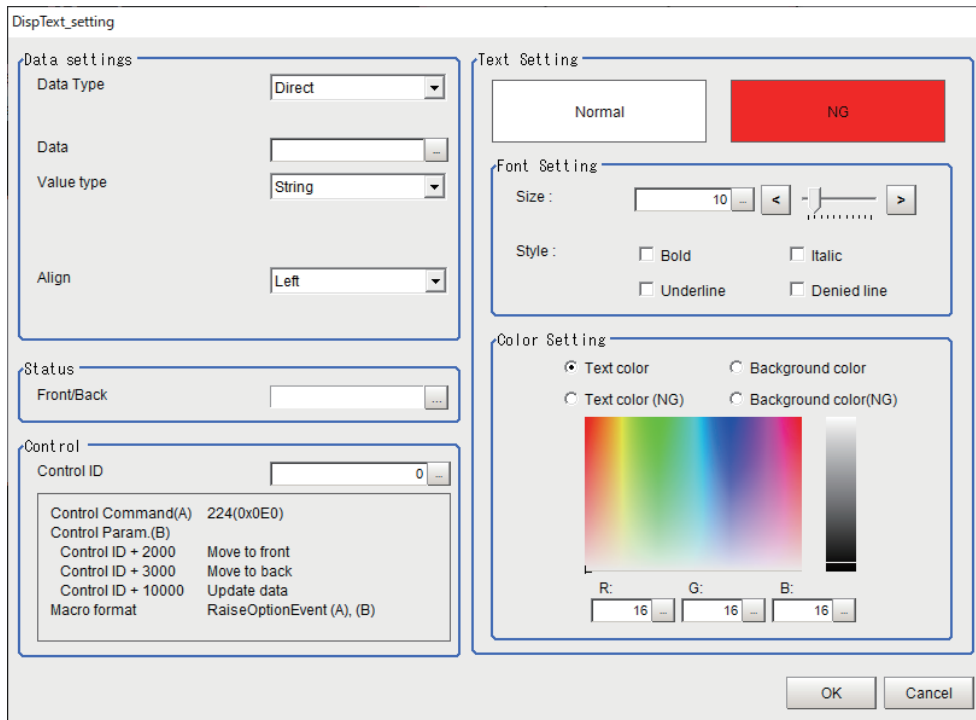 DispText_setting
Data settings
Data Type
Direct
Data
...
Value type
String
Align
Left
Status
Front/Back
...
Control
Control ID
0 ...
Control Command(A) 224(0x0E0)
Control Param.(B)
Control ID + 2000 Move to front
Control ID + 3000 Move to back
Control ID + 10000 Update data
Macro format RaiseOptionEvent (A), (B)
Text Setting
Normal
NG
Font Setting
Size : 10 ... < >
Style : Bold Italic
Underline Denied line
Color Setting
Text color Background color
Text color (NG) Background color(NG)
R: G: B:
16 ... 16 ... 16 ...
OK Cancel